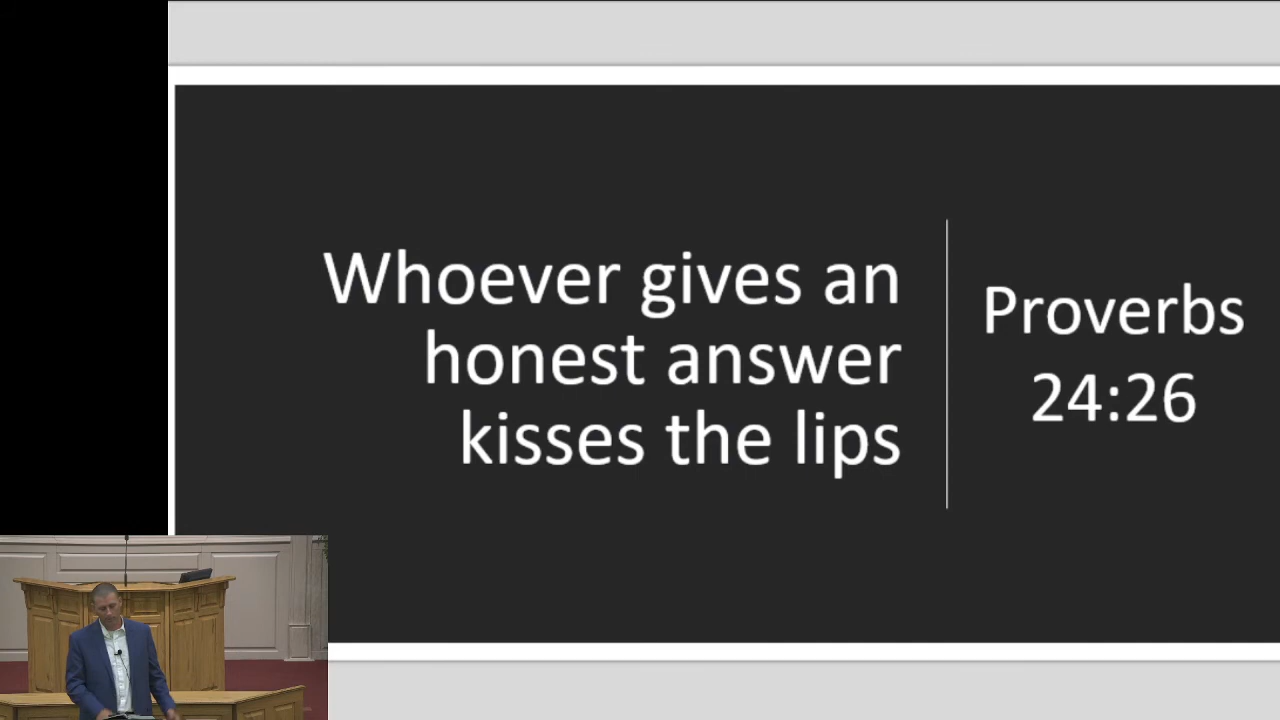 Whoever gives an
honest answer
kisses the lips
Proverbs
24:26